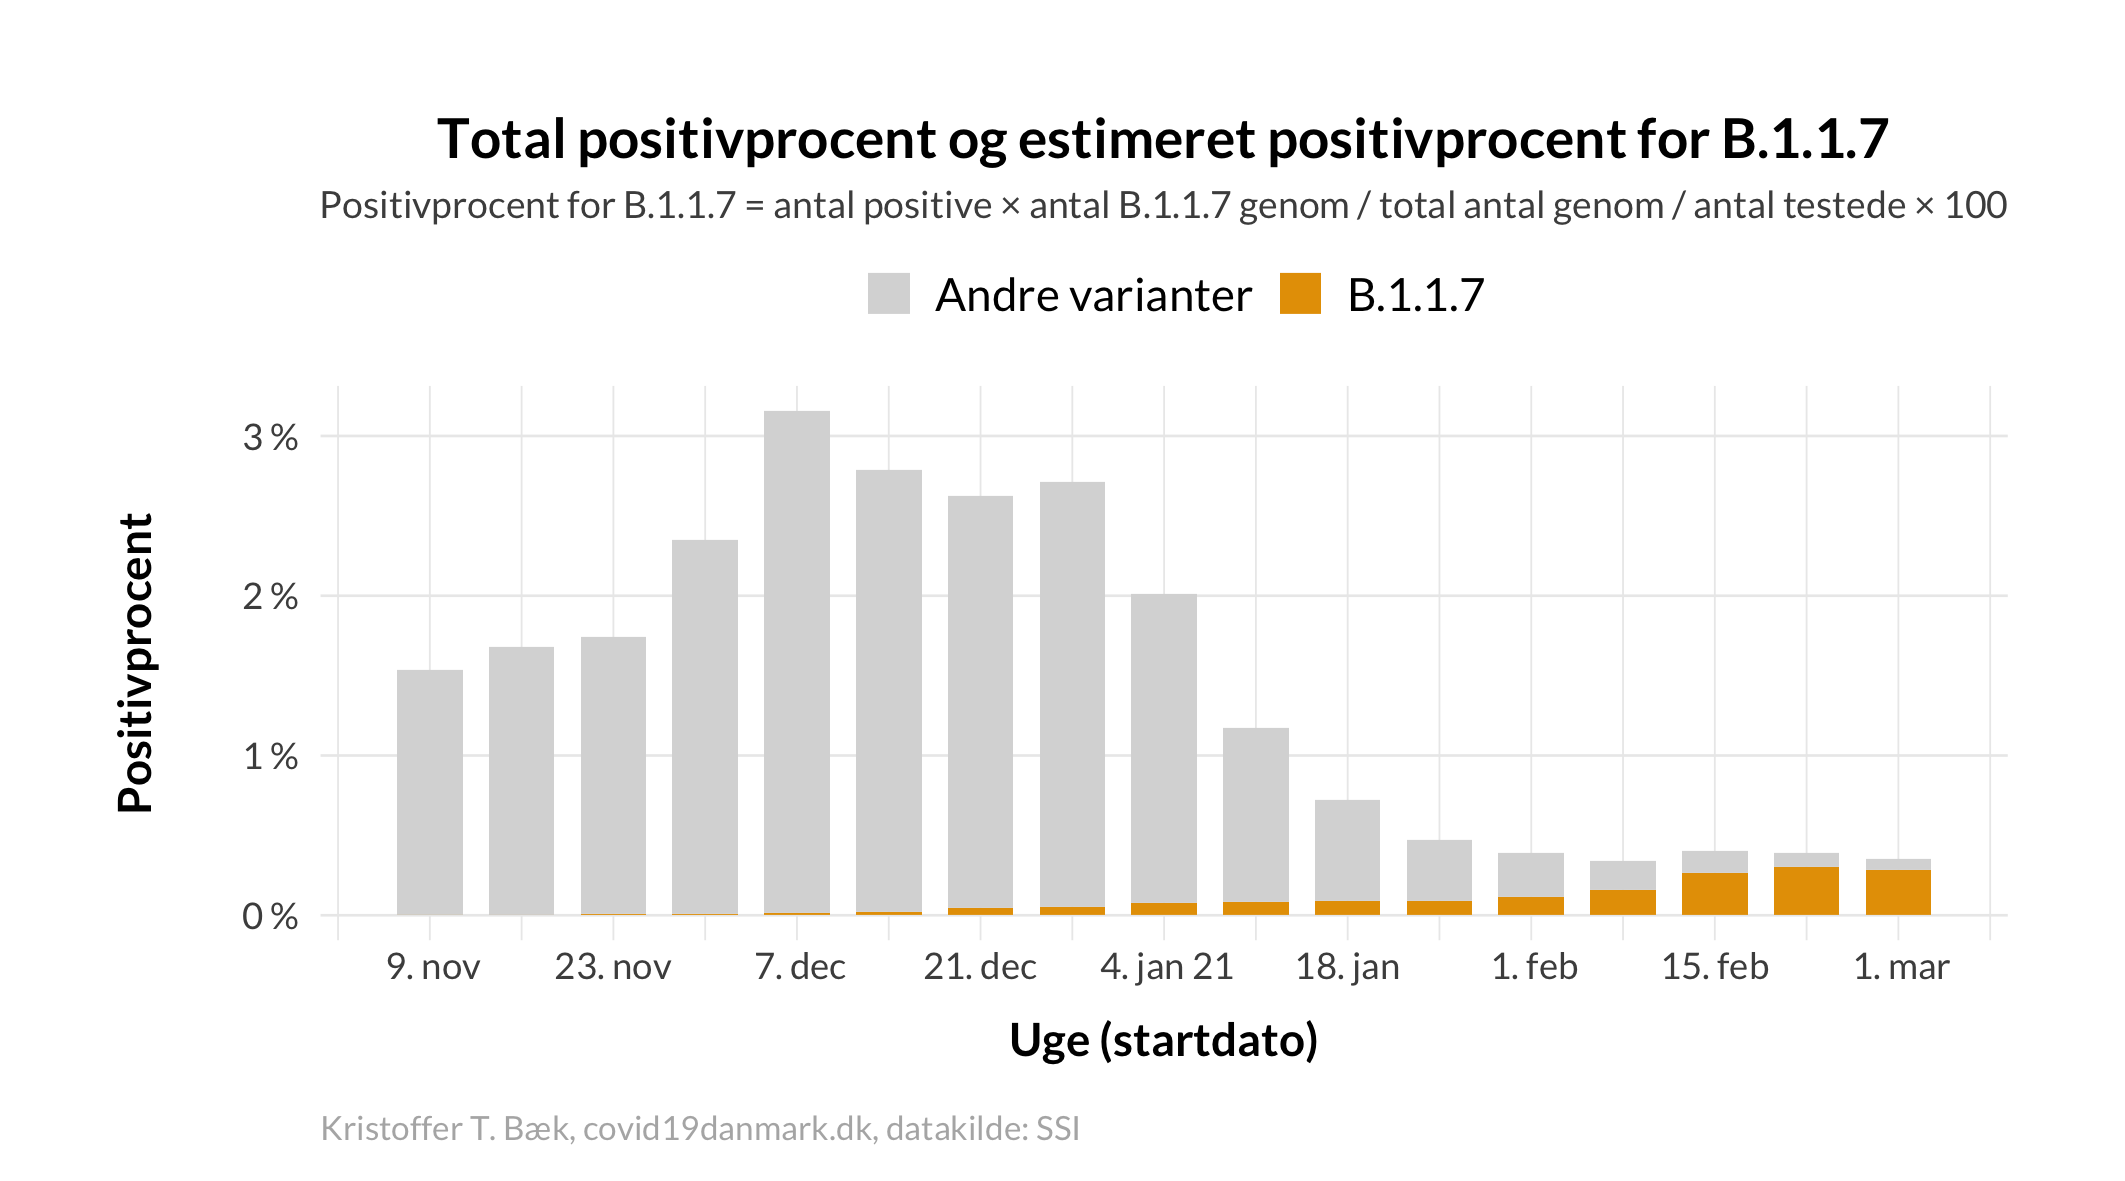 Total positivprocent og estimeret positivprocent for B.1.1.7
Positivprocent for B.1.1.7 = antal positive × antal B.1.1.7 genom / total antal genom / antal testede × 100
Andre varianter B.1.1.7
Positivprocent
3 %
2 %
1 %
0 %
9. nov 23. nov 7. dec 21. dec 4. jan 21 18. jan 1. feb 15. feb 1. mar
Uge (startdato)
Kristoffer T. Bæk, covid19danmark.dk, datakilde: SSI